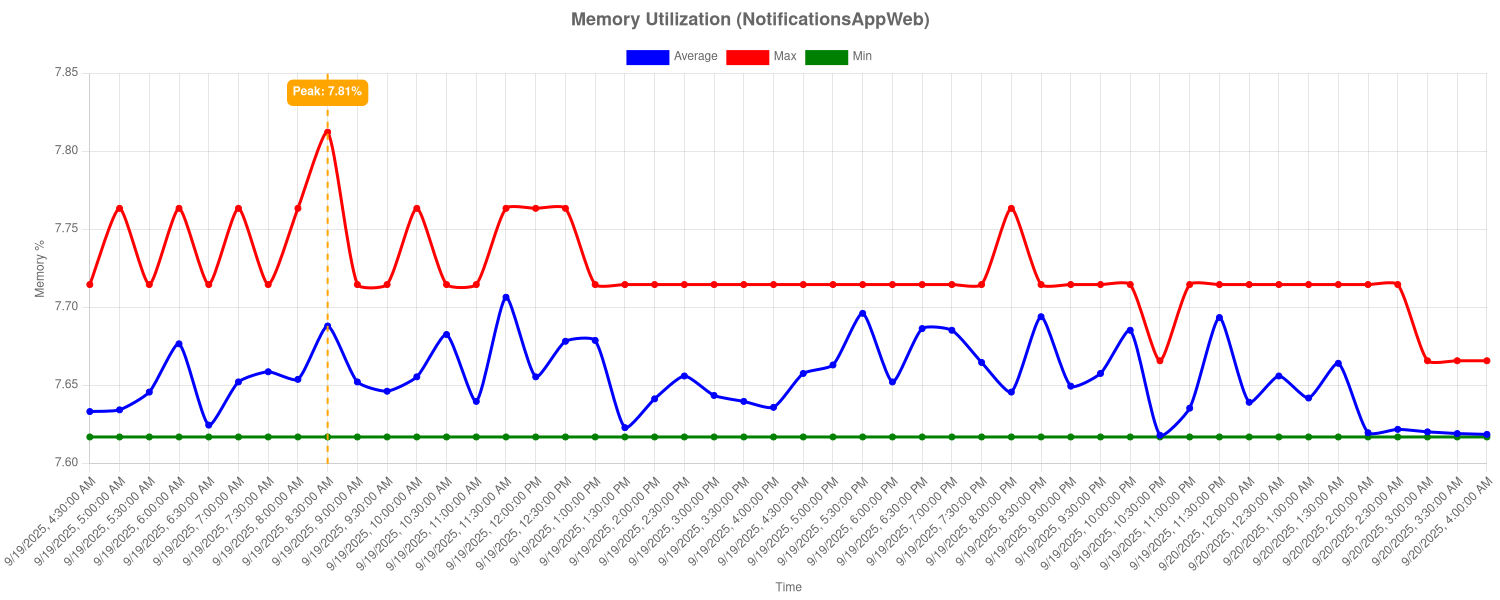 Memory Utilization (NotificationsAppWeb)
Average Max Min
Peak: 7.81%
7.85
7.80
7.75
7.70
7.65
7.60
Memory %
9/19/2025, 4:30:00 AM
9/19/2025, 5:00:00 AM
9/19/2025, 5:30:00 AM
9/19/2025, 6:00:00 AM
9/19/2025, 6:30:00 AM
9/19/2025, 7:00:00 AM
9/19/2025, 7:30:00 AM
9/19/2025, 8:00:00 AM
9/19/2025, 8:30:00 AM
9/19/2025, 9:00:00 AM
9/19/2025, 9:30:00 AM
9/19/2025, 10:00:00 AM
9/19/2025, 10:30:00 AM
9/19/2025, 11:00:00 AM
9/19/2025, 11:30:00 AM
9/19/2025, 12:00:00 PM
9/19/2025, 12:30:00 PM
9/19/2025, 1:00:00 PM
9/19/2025, 1:30:00 PM
9/19/2025, 2:00:00 PM
9/19/2025, 2:30:00 PM
9/19/2025, 3:00:00 PM
9/19/2025, 3:30:00 PM
9/19/2025, 4:00:00 PM
9/19/2025, 4:30:00 PM
9/19/2025, 5:00:00 PM
9/19/2025, 5:30:00 PM
9/19/2025, 6:00:00 PM
9/19/2025, 6:30:00 PM
9/19/2025, 7:00:00 PM
9/19/2025, 7:30:00 PM
9/19/2025, 8:00:00 PM
9/19/2025, 8:30:00 PM
9/19/2025, 9:00:00 PM
9/19/2025, 9:30:00 PM
9/19/2025, 10:00:00 PM
9/19/2025, 10:30:00 PM
9/19/2025, 11:00:00 PM
9/19/2025, 11:30:00 PM
9/20/2025, 12:00:00 AM
9/20/2025, 12:30:00 AM
9/20/2025, 1:00:00 AM
9/20/2025, 1:30:00 AM
9/20/2025, 2:00:00 AM
9/20/2025, 2:30:00 AM
9/20/2025, 3:00:00 AM
9/20/2025, 3:30:00 AM
9/20/2025, 4:00:00 AM
Time